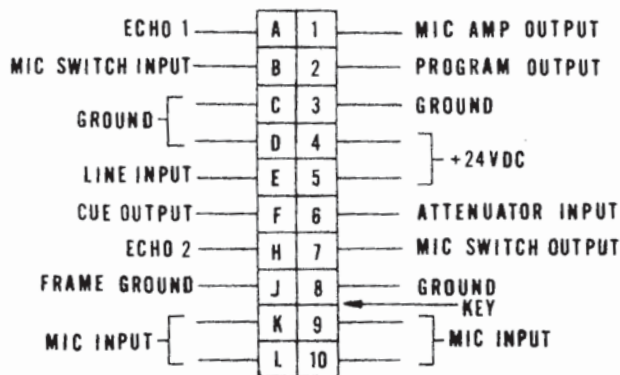 ECHO 1 A 1 MIC AMP OUTPUT
MIC SWITCH INPUT B 2 PROGRAM OUTPUT
GROUND C 3 GROUND
D 4 +24VDC
LINE INPUT E 5
CUE OUTPUT F 6 ATTENUATOR INPUT
ECHO 2 H 7 MIC SWITCH OUTPUT
FRAME GROUND J 8 GROUND
KEY
MIC INPUT K 9 MIC INPUT
L 10